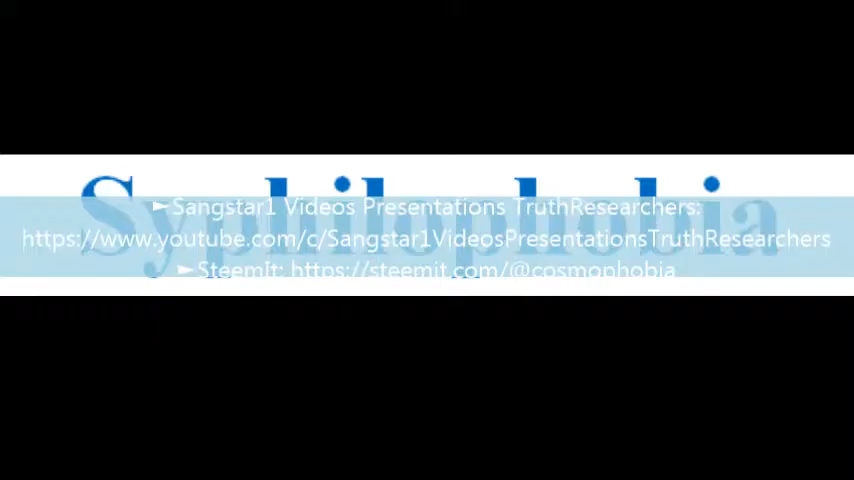 Syphilophobia
►Sangstar1 Videos Presentations TruthResearchers:
https://www.youtube.com/c/Sangstar1VideosPresentationsTruthResearchers
►SteemIt: https://steemit.com/@cosmophobia